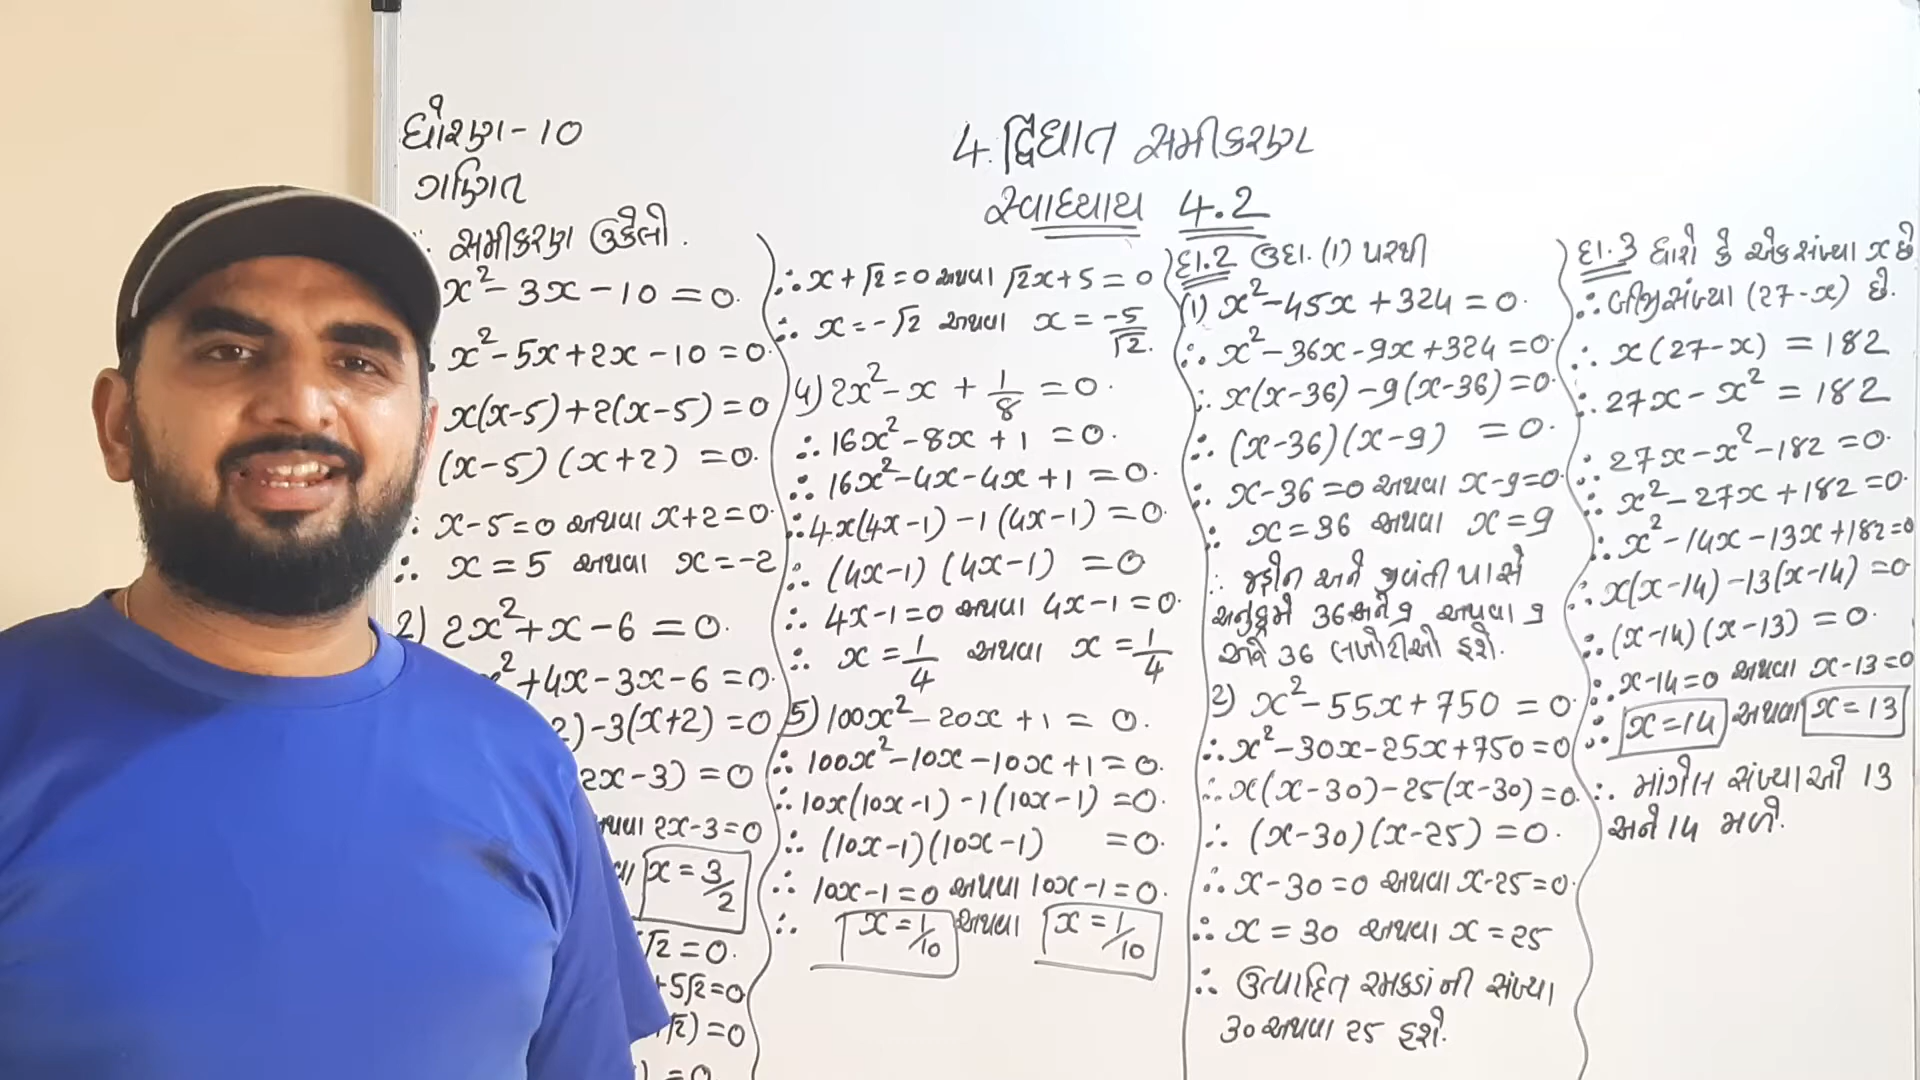 ધોરણ-10
ગણિત
4. દ્વિઘાત સમીકરણ
સ્વાધ્યાય 4.2
સમીકરણ ઉકેલો.
x²-3x-10=0.
x²-5x+2x-10=0.
x(x-5)+2(x-5)=0
(x-5)(x+2)=0.
x-5=0 અથવા x+2=0.
∴ x=5 અથવા x=-2
2) 2x²+x-6=0.
²+4x-3x-6=0.
2)-3(x+2)=0
2x-3)=0
2x-3=0
x=3/2
√2=0.
+5√2=0
√2)=0
)=0
∴ x+√2=0 અથવા √2x+5=0
∴ x=-√2 અથવા x=-5/√2.
4) 2x²-x+1/8=0.
∴ 16x²-8x+1=0.
∴ 16x²-4x-4x+1=0.
∴ 4x(4x-1)-1(4x-1)=0.
∴ (4x-1)(4x-1)=0
∴ 4x-1=0 અથવા 4x-1=0.
∴ x=1/4 અથવા x=1/4
5) 100x²-20x+1=0.
∴ 100x²-10x-10x+1=0.
∴ 10x(10x-1)-1(10x-1)=0.
∴ (10x-1)(10x-1)=0.
∴ 10x-1=0 અથવા 10x-1=0.
∴ x=1/10 અથવા x=1/10
દા.2 ઉદા.(1) પરથી
(1) x²-45x+324=0.
∴ x²-36x-9x+324=0.
∴ x(x-36)-9(x-36)=0.
∴ (x-36)(x-9)=0.
∴ x-36=0 અથવા x-9=0.
∴ x=36 અથવા x=9
∴ જહોન અને જીવંતી પાસે
અનુક્રમે 36 અને 9 અથવા 9
અને 36 લખોટીઓ હશે.
2) x²-55x+750=0.
∴ x²-30x-25x+750=0
∴ x(x-30)-25(x-30)=0.
∴ (x-30)(x-25)=0.
∴ x-30=0 અથવા x-25=0.
∴ x=30 અથવા x=25
∴ ઉત્પાદિત રમકડાંની સંખ્યા
30 અથવા 25 હશે.
દા.3 ધારો કે એક સંખ્યા x છે
∴ બીજી સંખ્યા (27-x) છે.
∴ x(27-x)=182
∴ 27x-x²=182
∴ 27x-x²-182=0.
∴ x²-27x+182=0.
∴ x²-14x-13x+182=0
∴ x(x-14)-13(x-14)=0
∴ (x-14)(x-13)=0.
∴ x-14=0 અથવા x-13=0
∴ x=14 અથવા x=13
∴ માંગેલ સંખ્યાઓ 13
અને 14 મળે.